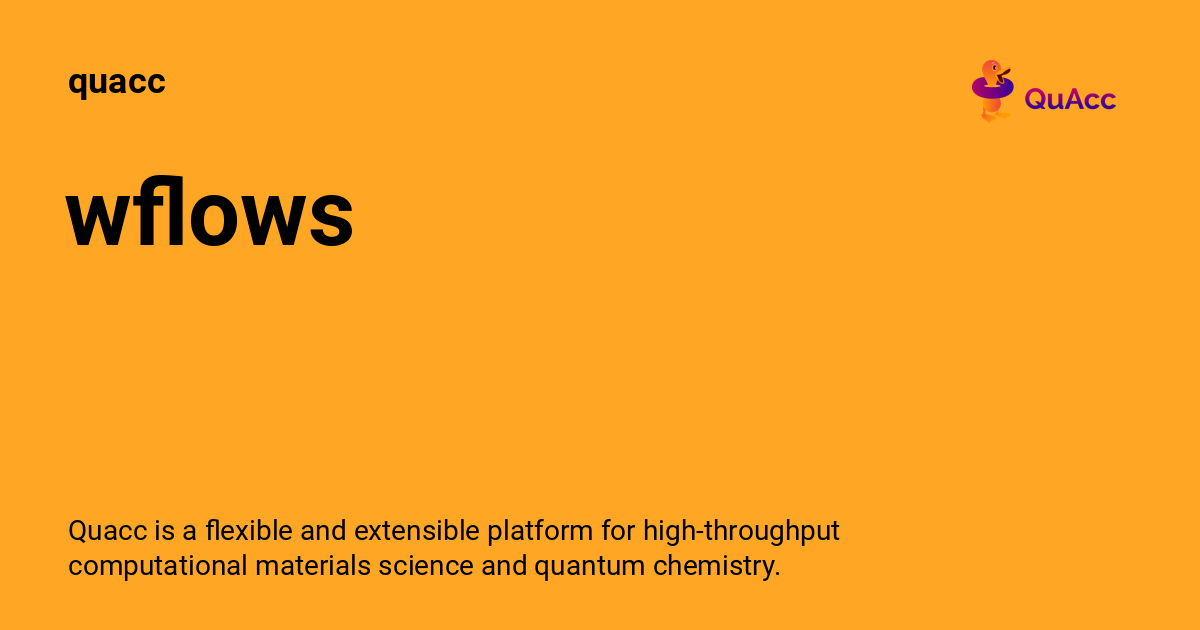 quacc
QuAcc
wflows
Quacc is a flexible and extensible platform for high-throughput
computational materials science and quantum chemistry.